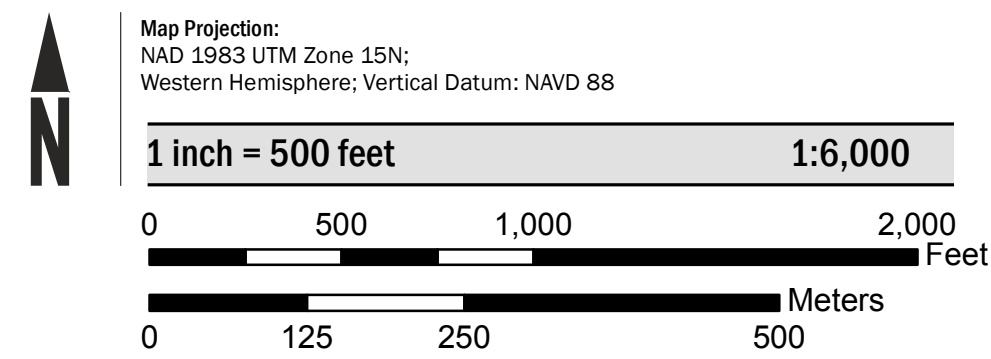 N
Map Projection:
NAD 1983 UTM Zone 15N;
Western Hemisphere; Vertical Datum: NAVD 88
1 inch = 500 feet 1:6,000
0 500 1,000 2,000
Feet
Meters
0 125 250 500